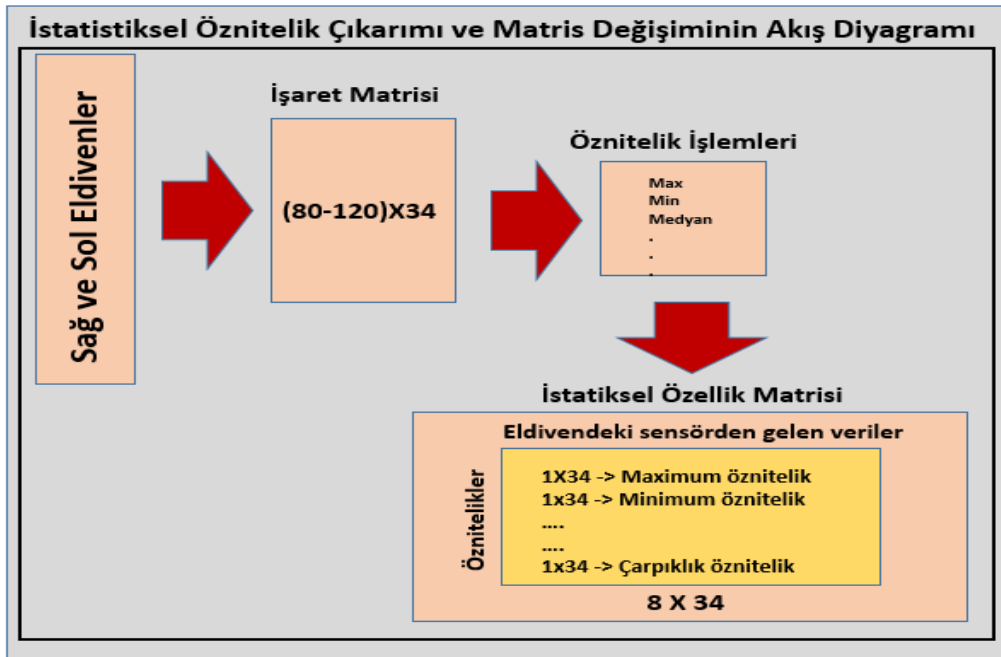 İstatistiksel Öznitelik Çıkarımı ve Matris Değişiminin Akış Diyagramı
Sağ ve Sol Eldivenler
İşaret Matrisi
(80-120)X34
Öznitelik İşlemleri
Max
Min
Medyan
.
.
.
İstatiksel Özellik Matrisi
Eldivendeki sensörden gelen veriler
Öznitelikler
1X34 -> Maximum öznitelik
1x34 -> Minimum öznitelik
....
....
1x34 -> Çarpıklık öznitelik
8 X 34